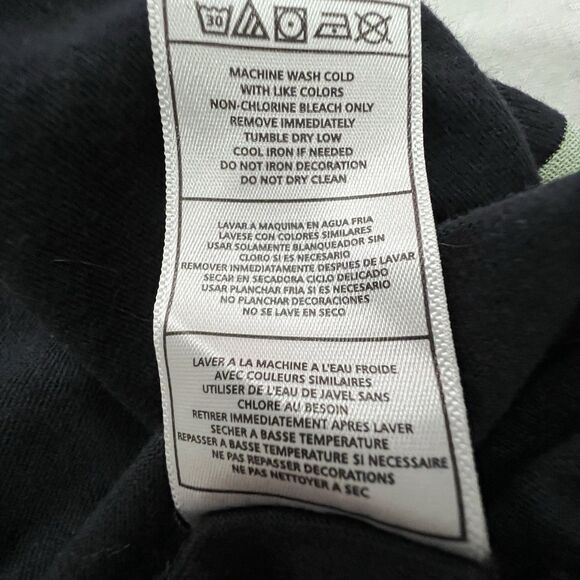 30
MACHINE WASH COLD
WITH LIKE COLORS
NON-CHLORINE BLEACH ONLY
REMOVE IMMEDIATELY
TUMBLE DRY LOW
COOL IRON IF NEEDED
DO NOT IRON DECORATION
DO NOT DRY CLEAN
LAVAR A MAQUINA EN AGUA FRIA
LAVESE CON COLORES SIMILARES
USAR SOLAMENTE BLANQUEADOR SIN
CLORO SI ES NECESARIO
REMOVER INMEDIATAMENTE DESPUES DE LAVAR
SECAR EN SECADORA CICLO DELICADO
USAR PLANCHAR FRIA SI ES NECESARIO
NO PLANCHAR DECORACIONES
NO SE LAVE EN SECO
LAVER A LA MACHINE A L'EAU FROIDE
AVEC COULEURS SIMILAIRES
UTILISER DE L'EAU DE JAVEL SANS
CHLORE AU BESOIN
RETIRER IMMEDIATEMENT APRES LAVER
SECHER A BASSE TEMPERATURE
REPASSER A BASSE TEMPERATURE SI NECESSAIRE
NE PAS REPASSER DECORATIONS
NE PAS NETTOYER A SEC